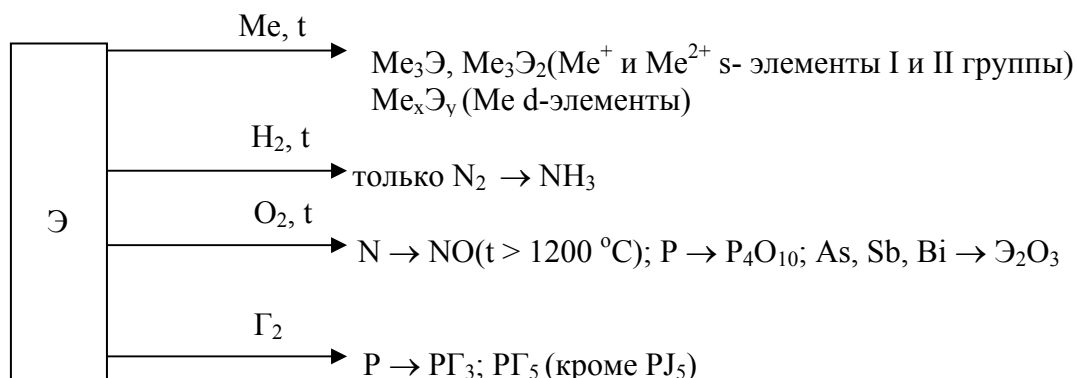 Me, t
Me₃Э, Me₃Э₂(Me⁺ и Me²⁺ s- элементы I и II группы)
MeₓЭᵧ (Me d-элементы)
H₂, t
только N₂ → NH₃
Э
O₂, t
N → NO(t > 1200 ᵒC); P → P₄O₁₀; As, Sb, Bi → Э₂O₃
Г₂
P → PГ₃; PГ₅ (кроме PJ₅)